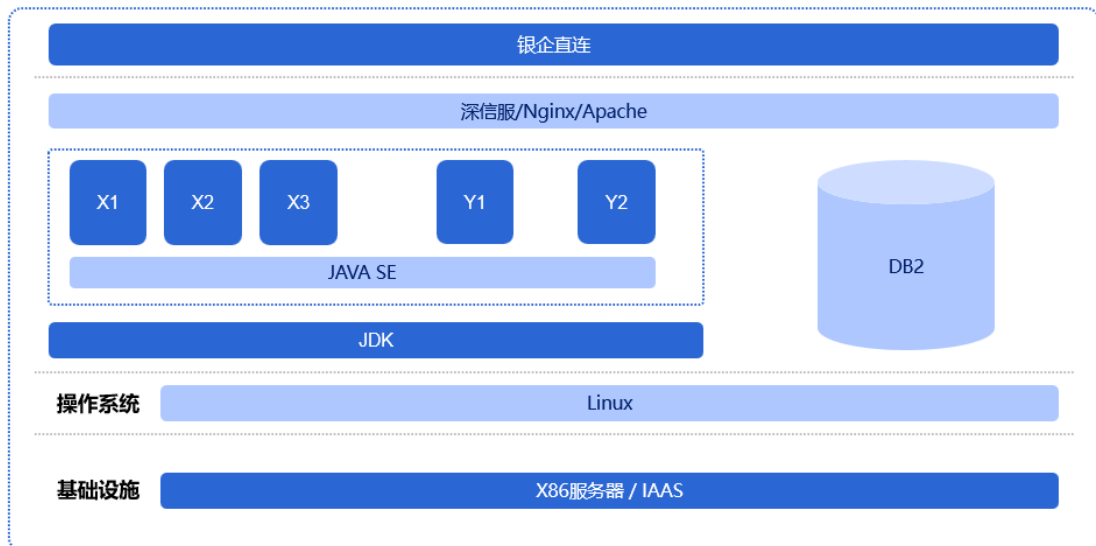 银企直连
深信服/Nginx/Apache
X1 X2 X3 Y1 Y2
JAVA SE
DB2
JDK
操作系统 Linux
基础设施 X86服务器 / IAAS